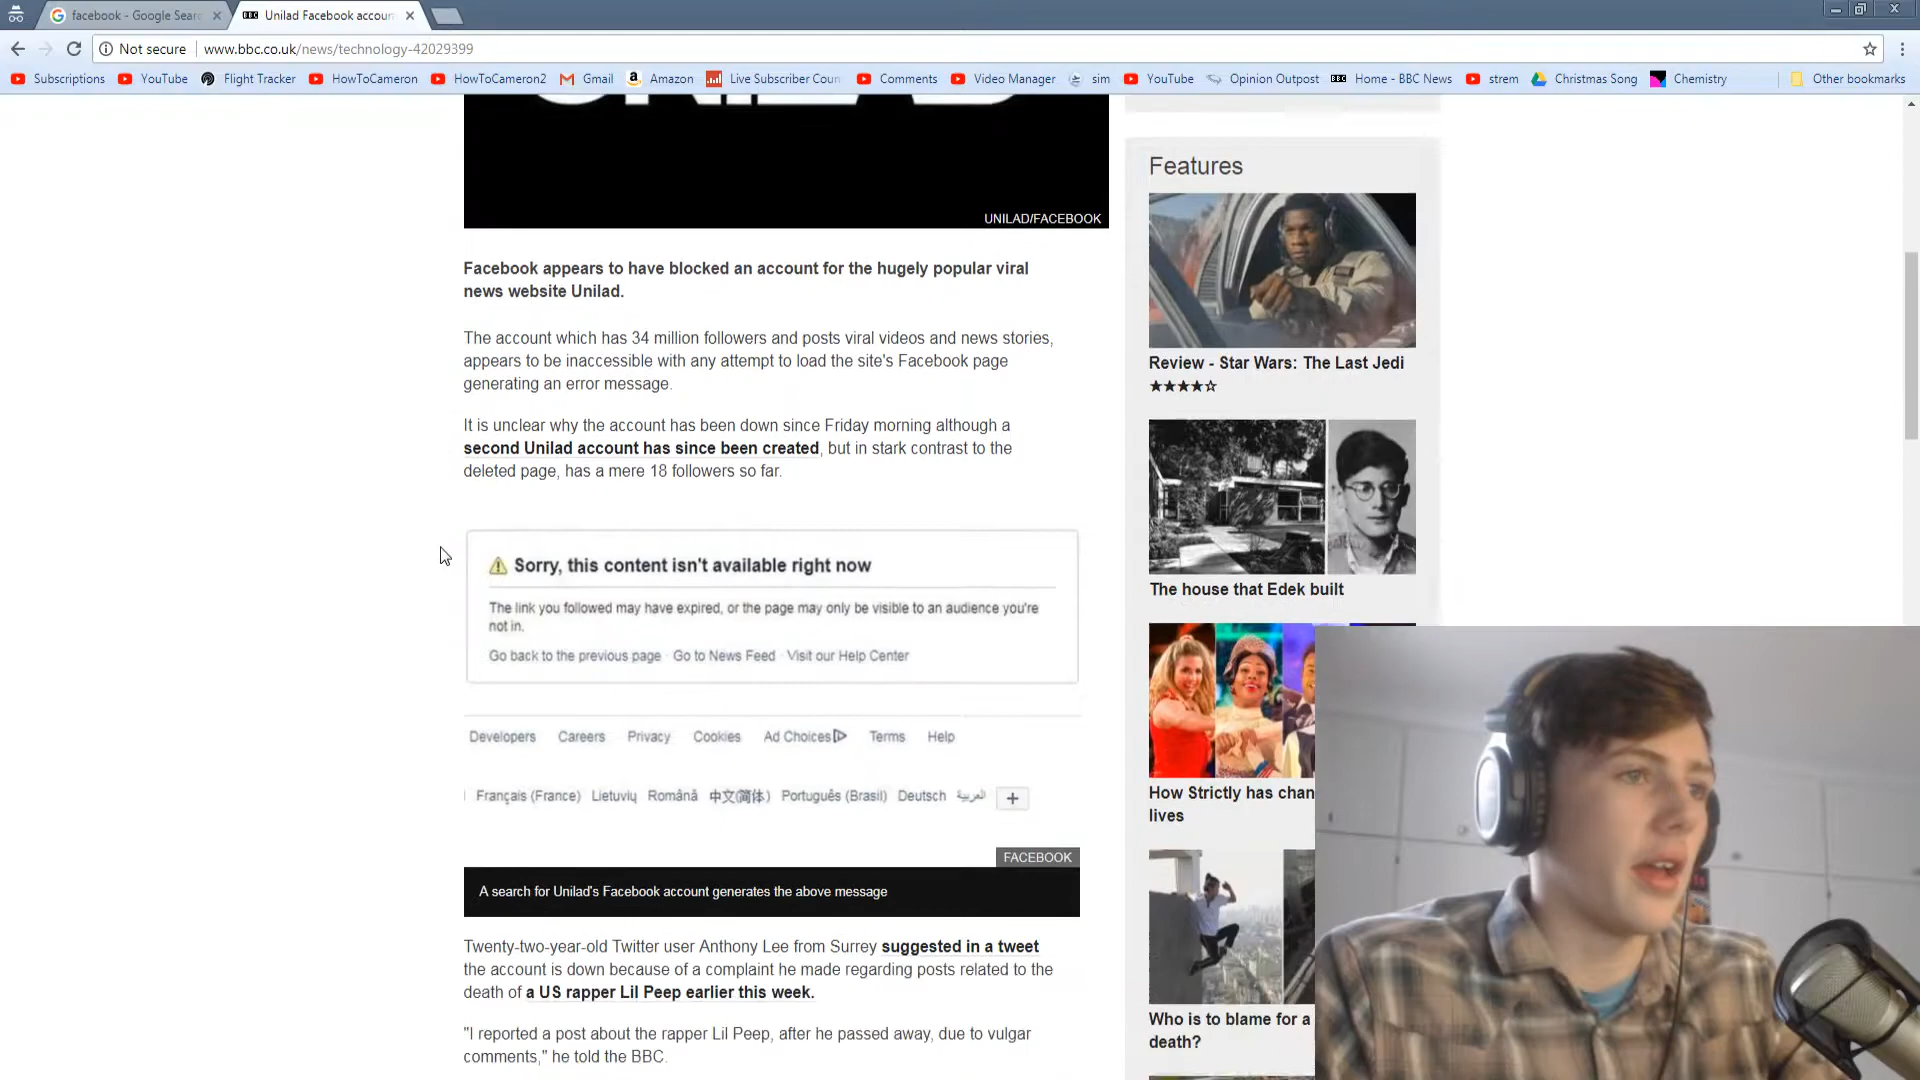 facebook - Google Sear
Unilad Facebook accoun
Not secure
www.bbc.co.uk/news/technology-42029399
Subscriptions
YouTube
Flight Tracker
HowToCameron
HowToCameron2
Gmail
Amazon
Live Subscriber Coun
Comments
Video Manager
sim
YouTube
Opinion Outpost
Home - BBC News
strem
Christmas Song
Chemistry
Other bookmarks
UNILAD
UNILAD/FACEBOOK
Facebook appears to have blocked an account for the hugely popular viral
news website Unilad.
The account which has 34 million followers and posts viral videos and news stories,
appears to be inaccessible with any attempt to load the site's Facebook page
generating an error message.
It is unclear why the account has been down since Friday morning although a
second Unilad account has since been created, but in stark contrast to the
deleted page, has a mere 18 followers so far.
Sorry, this content isn't available right now
The link you followed may have expired, or the page may only be visible to an audience you're
not in.
Go back to the previous page · Go to News Feed · Visit our Help Center
Developers Careers Privacy Cookies Ad Choices Terms Help
Français (France) Lietuvių Română 中文(简体) Português (Brasil) Deutsch العربية +
FACEBOOK
A search for Unilad's Facebook account generates the above message
Twenty-two-year-old Twitter user Anthony Lee from Surrey suggested in a tweet
the account is down because of a complaint he made regarding posts related to the
death of a US rapper Lil Peep earlier this week.
"I reported a post about the rapper Lil Peep, after he passed away, due to vulgar
comments," he told the BBC.
Features
Review - Star Wars: The Last Jedi
★★★★☆
The house that Edek built
How Strictly has chan
lives
Who is to blame for a
death?